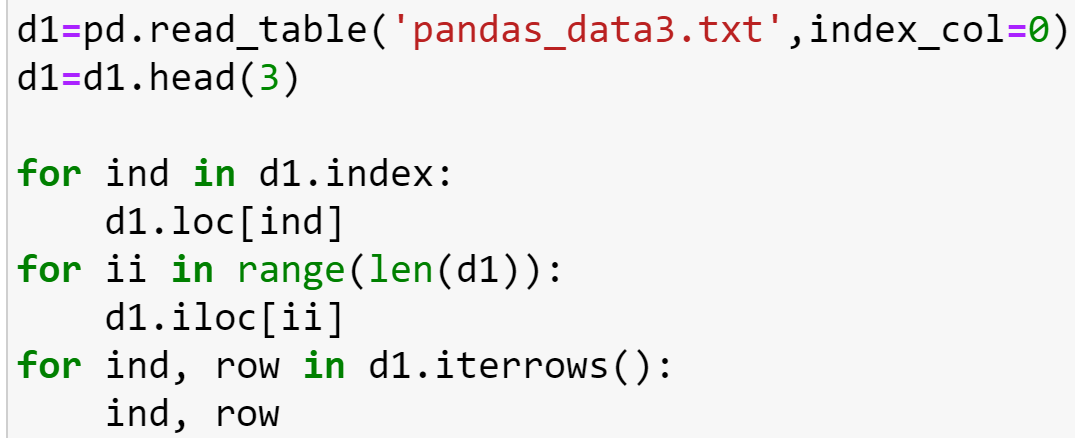 d1=pd.read_table('pandas_data3.txt',index_col=0)
d1=d1.head(3)

for ind in d1.index:
    d1.loc[ind]
for ii in range(len(d1)):
    d1.iloc[ii]
for ind, row in d1.iterrows():
    ind, row